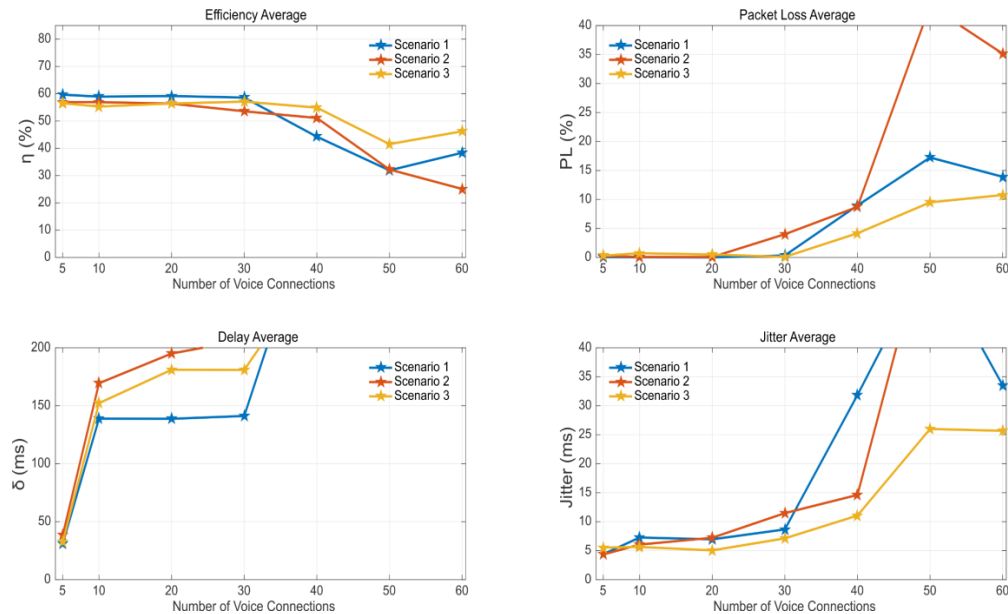 Efficiency Average
80
70
60
50
40
30
20
10
0
η (%)
Scenario 1
Scenario 2
Scenario 3
5 10 20 30 40 50 60
Number of Voice Connections
Packet Loss Average
40
35
30
25
20
15
10
5
0
PL (%)
Scenario 1
Scenario 2
Scenario 3
5 10 20 30 40 50 60
Number of Voice Connections
Delay Average
200
150
100
50
0
δ (ms)
Scenario 1
Scenario 2
Scenario 3
5 10 20 30 40 50 60
Number of Voice Connections
Jitter Average
40
35
30
25
20
15
10
5
0
Jitter (ms)
Scenario 1
Scenario 2
Scenario 3
5 10 20 30 40 50 60
Number of Voice Connections